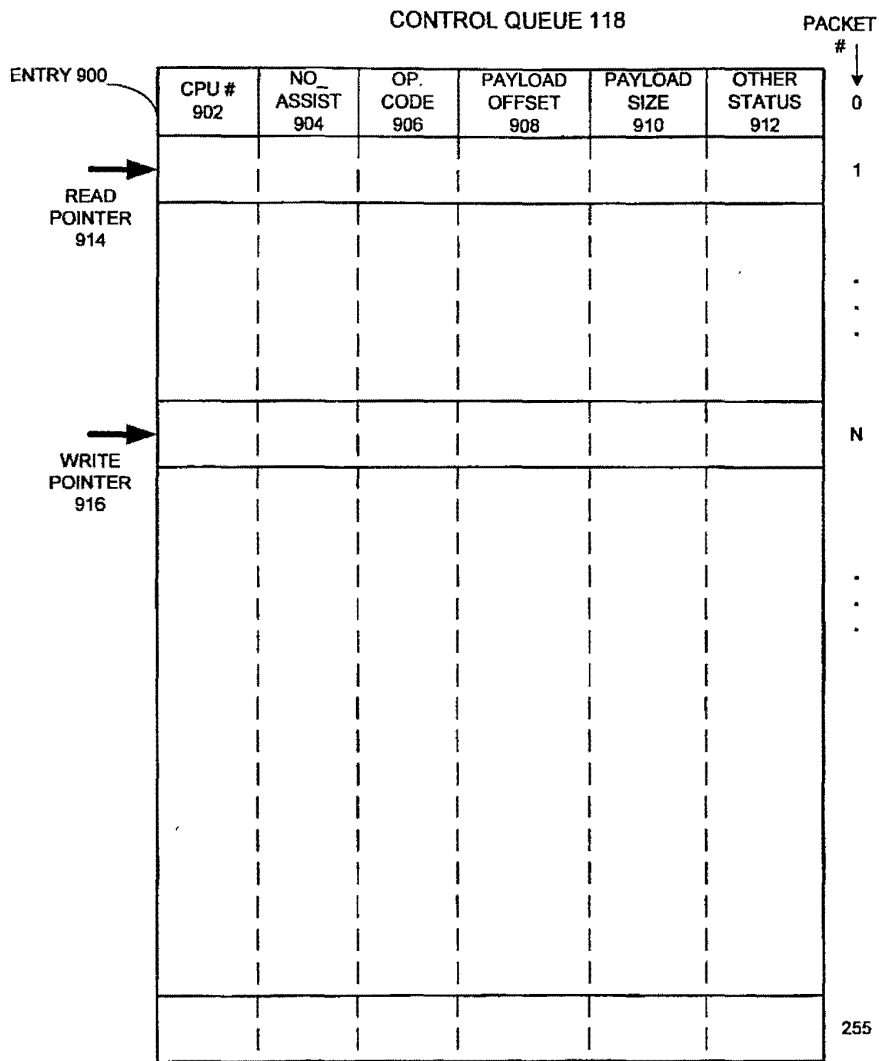 CONTROL QUEUE 118
PACKET
#
ENTRY 900
CPU #
902
NO_
ASSIST
904
OP.
CODE
906
PAYLOAD
OFFSET
908
PAYLOAD
SIZE
910
OTHER
STATUS
912
0
1
READ
POINTER
914
N
WRITE
POINTER
916
255